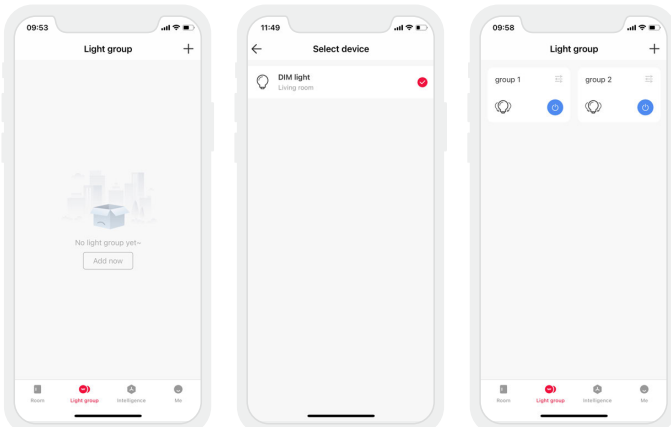 09:53
Light group
No light group yet~
Add now
Room
Light group
Intelligence
Me
11:49
Select device
DIM light
Living room
09:58
Light group
group 1
group 2
Room
Light group
Intelligence
Me